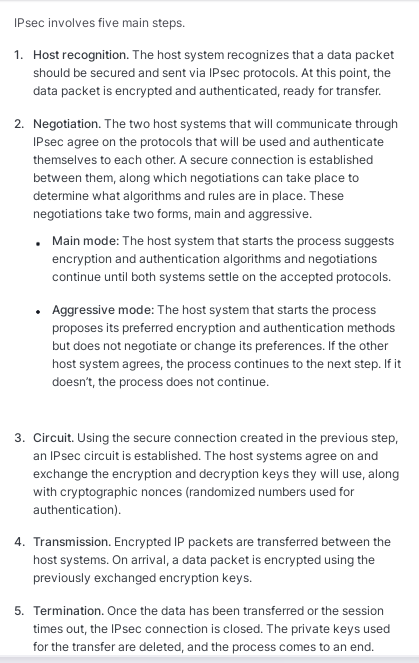 IPsec involves five main steps.
1. Host recognition. The host system recognizes that a data packet
should be secured and sent via IPsec protocols. At this point, the
data packet is encrypted and authenticated, ready for transfer.
2. Negotiation. The two host systems that will communicate through
IPsec agree on the protocols that will be used and authenticate
themselves to each other. A secure connection is established
between them, along which negotiations can take place to
determine what algorithms and rules are in place. These
negotiations take two forms, main and aggressive.
• Main mode: The host system that starts the process suggests
encryption and authentication algorithms and negotiations
continue until both systems settle on the accepted protocols.
• Aggressive mode: The host system that starts the process
proposes its preferred encryption and authentication methods
but does not negotiate or change its preferences. If the other
host system agrees, the process continues to the next step. If it
doesn't, the process does not continue.
3. Circuit. Using the secure connection created in the previous step,
an IPsec circuit is established. The host systems agree on and
exchange the encryption and decryption keys they will use, along
with cryptographic nonces (randomized numbers used for
authentication).
4. Transmission. Encrypted IP packets are transferred between the
host systems. On arrival, a data packet is encrypted using the
previously exchanged encryption keys.
5. Termination. Once the data has been transferred or the session
times out, the IPsec connection is closed. The private keys used
for the transfer are deleted, and the process comes to an end.